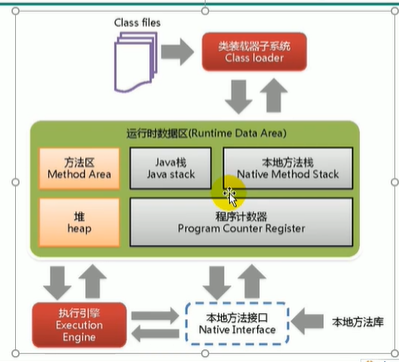 Class files
类装载器子系统
Class loader
运行时数据区(Runtime Data Area)
方法区
Method Area
Java栈
Java stack
本地方法栈
Native Method Stack
堆
heap
程序计数器
Program Counter Register
执行引擎
Execution
Engine
本地方法接口
Native Interface
本地方法库